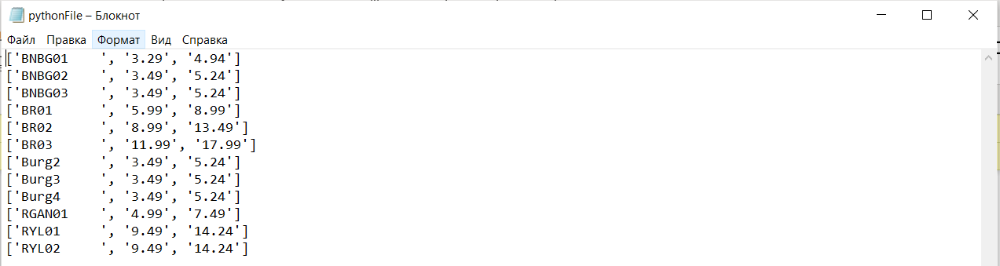 pythonFile – Блокнот
Файл Правка Формат Вид Справка
['BNBG01    ', '3.29', '4.94']
['BNBG02    ', '3.49', '5.24']
['BNBG03    ', '3.49', '5.24']
['BR01      ', '5.99', '8.99']
['BR02      ', '8.99', '13.49']
['BR03      ', '11.99', '17.99']
['Burg2     ', '3.49', '5.24']
['Burg3     ', '3.49', '5.24']
['Burg4     ', '3.49', '5.24']
['RGAN01    ', '4.99', '7.49']
['RYL01     ', '9.49', '14.24']
['RYL02     ', '9.49', '14.24']